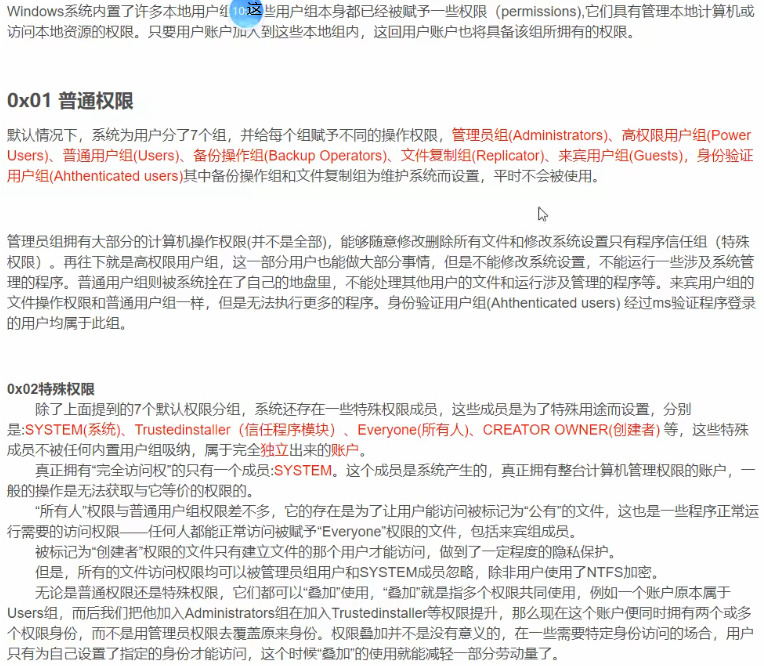 Windows系统内置了许多本地用户组 这些用户组本身都已经被赋予一些权限（permissions),它们具有管理本地计算机或
访问本地资源的权限。只要用户账户加入到这些本地组内，这回用户账户也将具备该组所拥有的权限。
0x01 普通权限
默认情况下，系统为用户分了7个组，并给每个组赋予不同的操作权限，管理员组(Administrators)、高权限用户组(Power
Users)、普通用户组(Users)、备份操作组(Backup Operators)、文件复制组(Replicator)、来宾用户组(Guests)，身份验证
用户组(Ahthenticated users)其中备份操作组和文件复制组为维护系统而设置，平时不会被使用。
管理员组拥有大部分的计算机操作权限(并不是全部)，能够随意修改删除所有文件和修改系统设置只有程序信任组（特殊
权限）。再往下就是高权限用户组，这一部分用户也能做大部分事情，但是不能修改系统设置，不能运行一些涉及系统管
理的程序。普通用户组则被系统拴在了自己的地盘里，不能处理其他用户的文件和运行涉及管理的程序等。来宾用户组的
文件操作权限和普通用户组一样，但是无法执行更多的程序。身份验证用户组(Ahthenticated users) 经过ms验证程序登录
的用户均属于此组。
0x02特殊权限
除了上面提到的7个默认权限分组，系统还存在一些特殊权限成员，这些成员是为了特殊用途而设置，分别
是:SYSTEM(系统)、Trustedinstaller（信任程序模块）、Everyone(所有人)、CREATOR OWNER(创建者) 等，这些特殊
成员不被任何内置用户组吸纳，属于完全独立出来的账户。
真正拥有“完全访问权”的只有一个成员:SYSTEM。这个成员是系统产生的，真正拥有整台计算机管理权限的账户，一
般的操作是无法获取与它等价的权限的。
“所有人”权限与普通用户组权限差不多，它的存在是为了让用户能访问被标记为“公有”的文件，这也是一些程序正常运
行需要的访问权限——任何人都能正常访问被赋予“Everyone”权限的文件，包括来宾组成员。
被标记为“创建者”权限的文件只有建立文件的那个用户才能访问，做到了一定程度的隐私保护。
但是，所有的文件访问权限均可以被管理员组用户和SYSTEM成员忽略，除非用户使用了NTFS加密。
无论是普通权限还是特殊权限，它们都可以“叠加”使用，“叠加”就是指多个权限共同使用，例如一个账户原本属于
Users组，而后我们把他加入Administrators组在加入Trustedinstaller等权限提升，那么现在这个账户便同时拥有两个或多
个权限身份，而不是用管理员权限去覆盖原来身份。权限叠加并不是没有意义的，在一些需要特定身份访问的场合，用户
只有为自己设置了指定的身份才能访问，这个时候“叠加”的使用就能减轻一部分劳动量了。